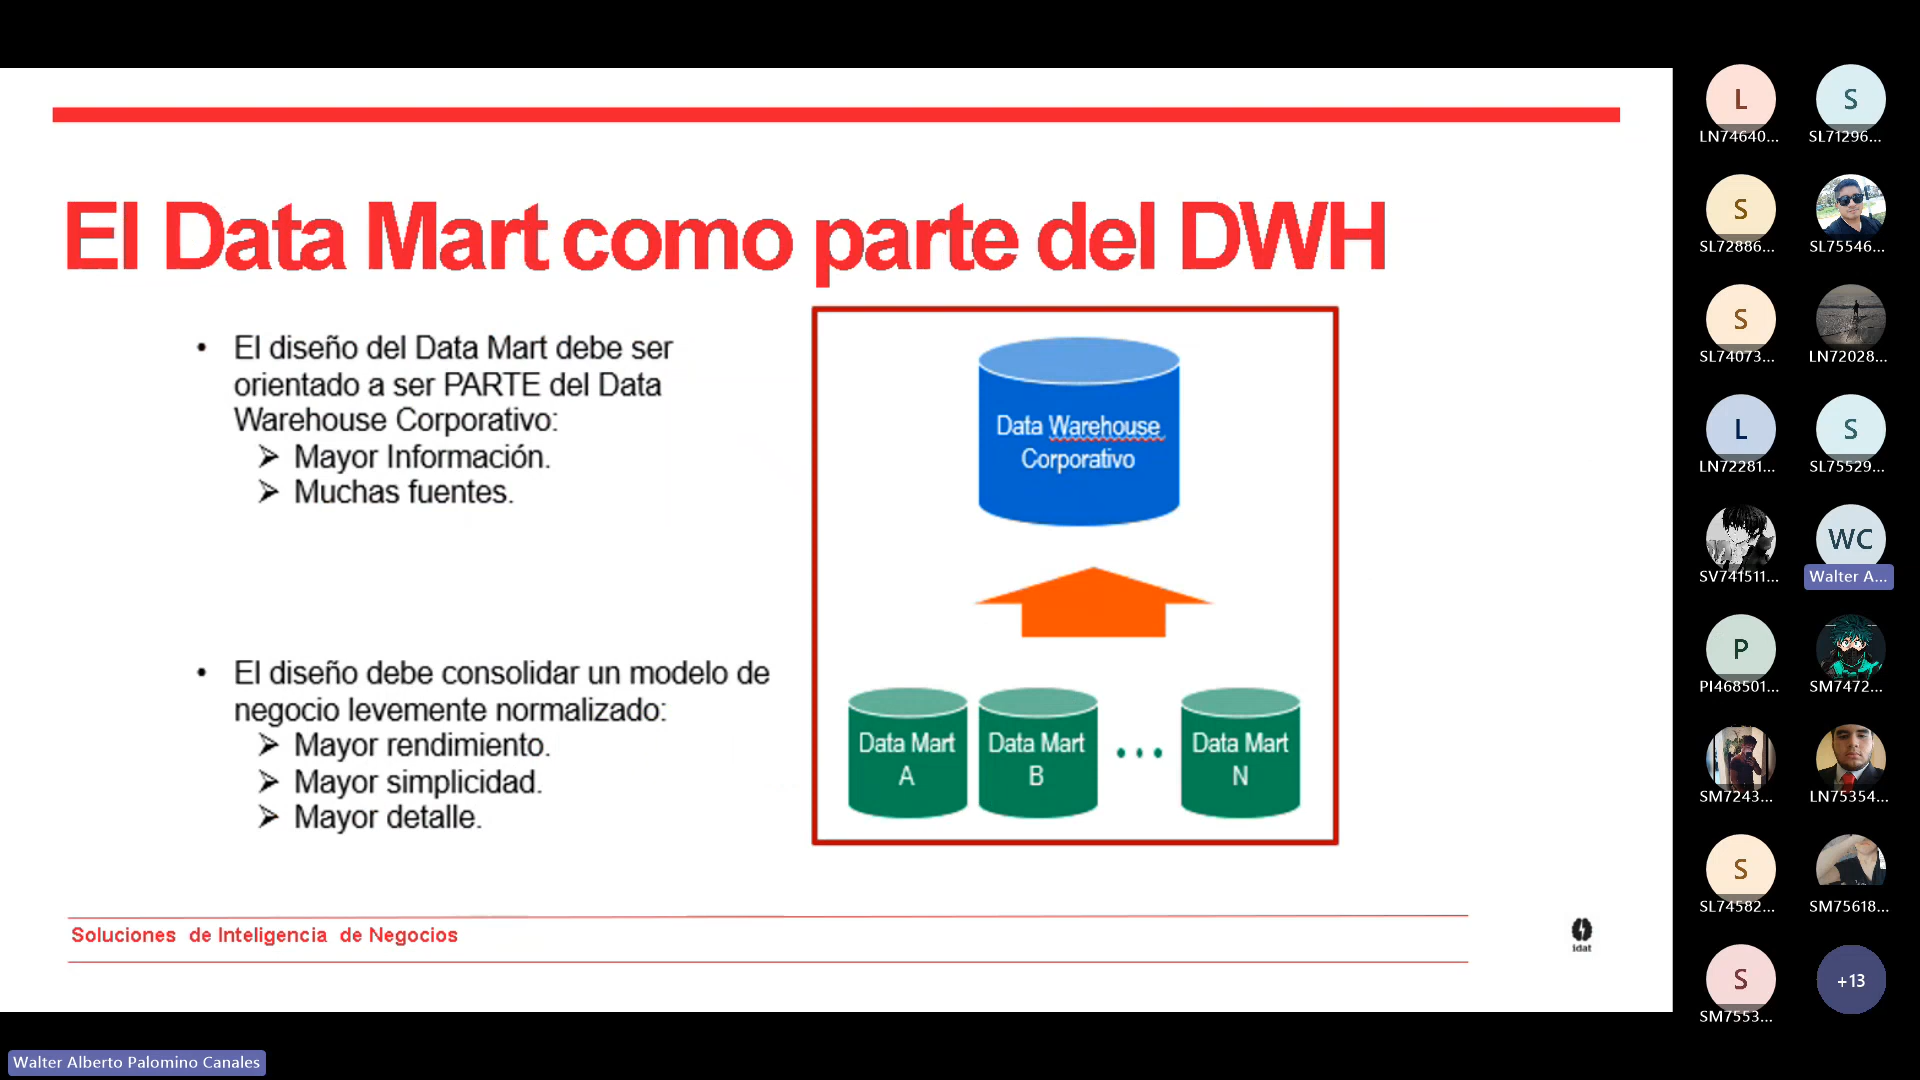 El Data Mart como parte del DWH
• El diseño del Data Mart debe ser
orientado a ser PARTE del Data
Warehouse Corporativo:
➢ Mayor Información.
➢ Muchas fuentes.
• El diseño debe consolidar un modelo de
negocio levemente normalizado:
➢ Mayor rendimiento.
➢ Mayor simplicidad.
➢ Mayor detalle.
Data Warehouse
Corporativo
Data Mart
A
Data Mart
B
...
Data Mart
N
Soluciones de Inteligencia de Negocios
idat
L
LN74640...
S
SL71296...
S
SL72886...
SL75546...
S
SL74073...
LN72028...
L
LN72281...
S
SL75529...
SV741511...
WC
Walter A...
P
PI468501...
SM7472...
SM7243...
LN75354...
S
SL74582...
SM75618...
S
SM7553...
+13
Walter Alberto Palomino Canales